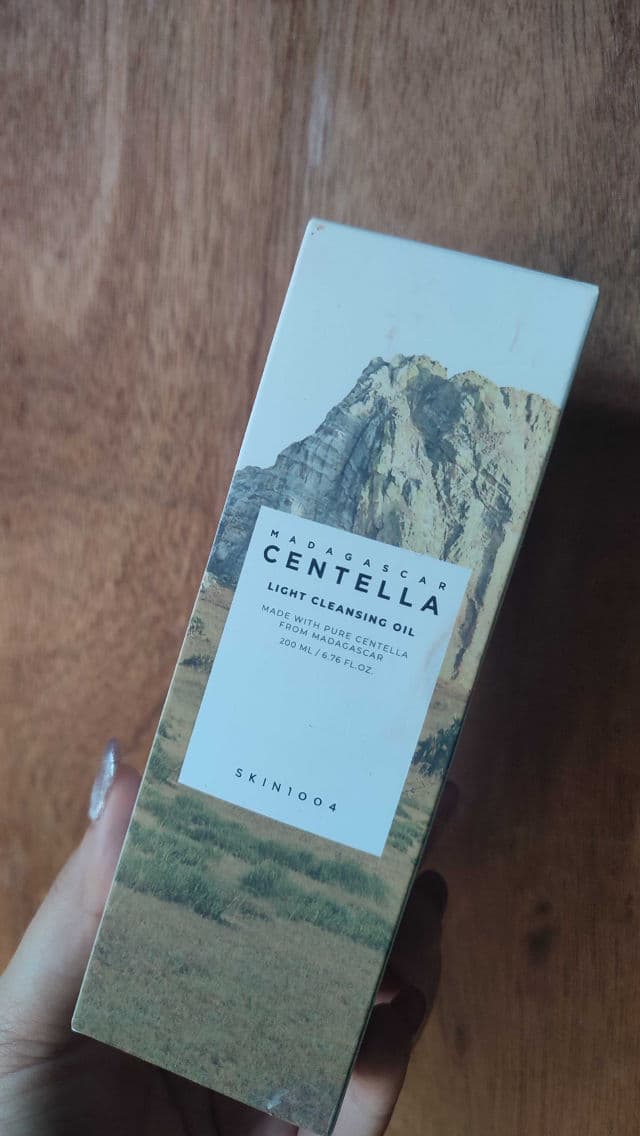 MADAGASCAR
CENTELLA
LIGHT CLEANSING OIL
MADE WITH PURE CENTELLA
FROM MADAGASCAR
200 ML / 6.76 FL.OZ.
SKIN1004